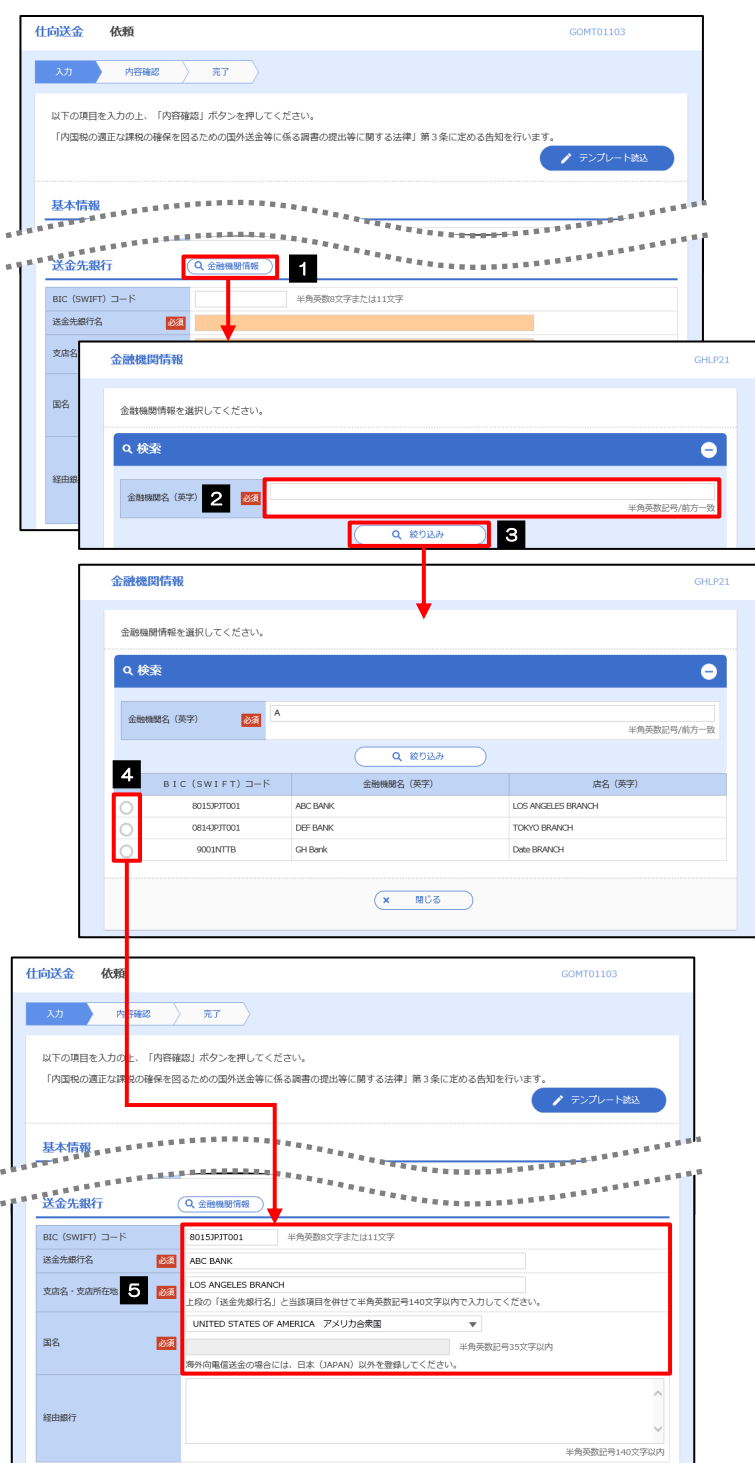 仕向送金 依頼 GOMT01103
入力 内容確認 完了
以下の項目を入力の上、「内容確認」ボタンを押してください。
「内国税の適正な課税の確保を図るための国外送金等に係る調書の提出等に関する法律」第3条に定める告知を行います。
テンプレート読込
基本情報
送金先銀行 金融機関情報 1
BIC（SWIFT）コード 半角英数8文字または11文字
送金先銀行名 必須
支店名
国名
経由銀
金融機関情報 GHLP21
金融機関情報を選択してください。
検索
金融機関名（英字） 2 必須
半角英数記号/前方一致
絞り込み 3
金融機関情報 GHLP21
金融機関情報を選択してください。
検索
金融機関名（英字） 必須 A
半角英数記号/前方一致
絞り込み
4 BIC（SWIFT）コード 金融機関名（英字） 店名（英字）
8015JPJT001 ABC BANK LOS ANGELES BRANCH
0814JPJT001 DEF BANK TOKYO BRANCH
9001NTTB GH Bank Date BRANCH
× 閉じる
仕向送金 依頼 GOMT01103
入力 内容確認 完了
以下の項目を入力の上、「内容確認」ボタンを押してください。
「内国税の適正な課税の確保を図るための国外送金等に係る調書の提出等に関する法律」第3条に定める告知を行います。
テンプレート読込
基本情報
送金先銀行 金融機関情報
BIC（SWIFT）コード 8015JPJT001 半角英数8文字または11文字
送金先銀行名 必須 ABC BANK
支店名・支店所在地 5 必須 LOS ANGELES BRANCH
上段の「送金先銀行名」と当該項目を併せて半角英数記号140文字以内で入力してください。
UNITED STATES OF AMERICA アメリカ合衆国 ▼
国名 必須 半角英数記号35文字以内
海外向電信送金の場合には、日本（JAPAN）以外を登録してください。
経由銀行
半角英数記号140文字以内